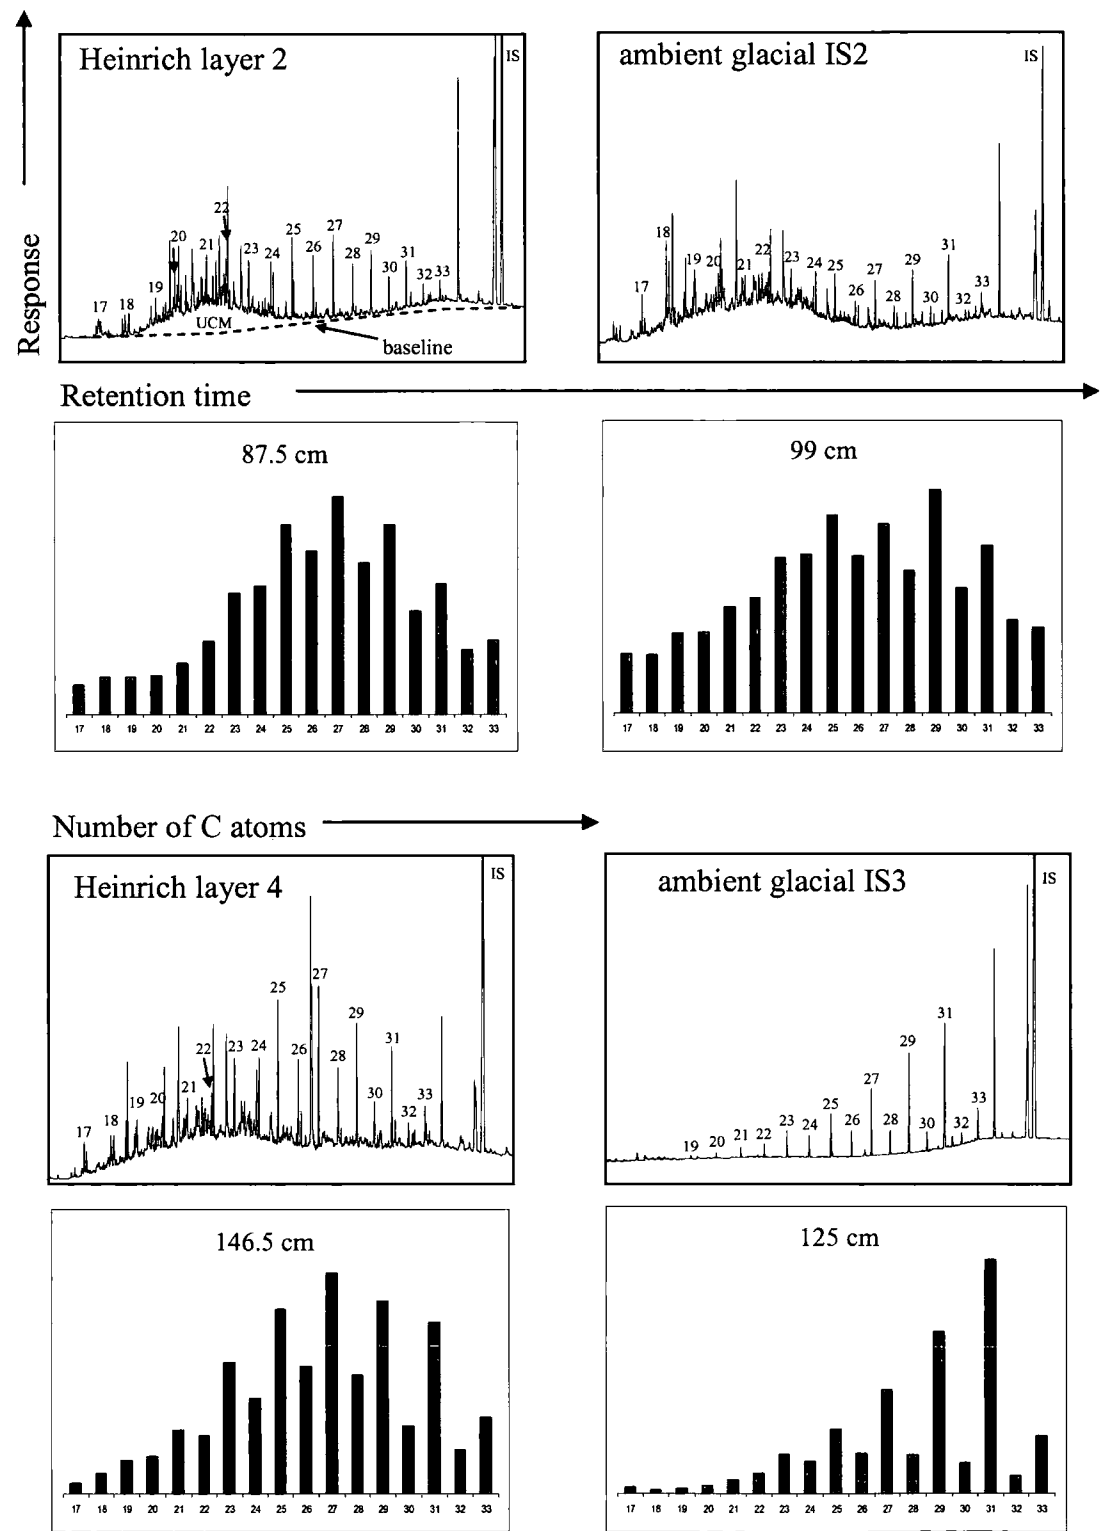 Response
Heinrich layer 2
IS
17 18 19 20 21 22 23 24 25 26 27 28 29 30 31 32 33
UCM
baseline
ambient glacial IS2
IS
17 18 19 20 21 22 23 24 25 26 27 28 29 30 31 32 33
Retention time
87.5 cm
17 18 19 20 21 22 23 24 25 26 27 28 29 30 31 32 33
99 cm
17 18 19 20 21 22 23 24 25 26 27 28 29 30 31 32 33
Number of C atoms
Heinrich layer 4
IS
17 18 19 20 21 22 23 24 25 26 27 28 29 30 31 32 33
ambient glacial IS3
IS
19 20 21 22 23 24 25 26 27 28 29 30 31 32 33
146.5 cm
17 18 19 20 21 22 23 24 25 26 27 28 29 30 31 32 33
125 cm
17 18 19 20 21 22 23 24 25 26 27 28 29 30 31 32 33